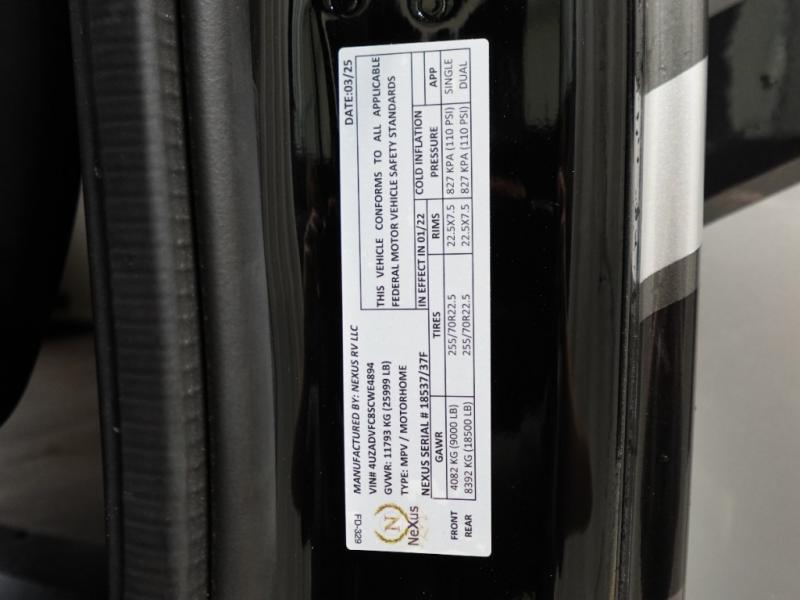 FD-329
MANUFACTURED BY: NEXUS RV LLC DATE:03/25
VIN# 4UZADVFC8SCWE4894
GVWR: 11793 KG (25999 LB)
TYPE: MPV / MOTORHOME
THIS VEHICLE CONFORMS TO ALL APPLICABLE
FEDERAL MOTOR VEHICLE SAFETY STANDARDS
N
NeXus
RV
NEXUS SERIAL # 18537/37F IN EFFECT IN 01/22 COLD INFLATION
GAWR TIRES RIMS PRESSURE APP
FRONT 4082 KG (9000 LB) 255/70R22.5 22.5X7.5 827 KPA (110 PSI) SINGLE
REAR 8392 KG (18500 LB) 255/70R22.5 22.5X7.5 827 KPA (110 PSI) DUAL